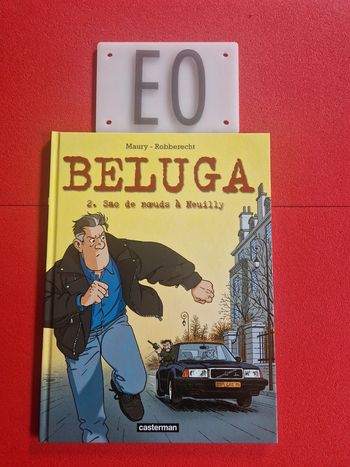 EO
Maury - Robberecht
BELUGA
2. Sac de nœuds à Neuilly
casterman